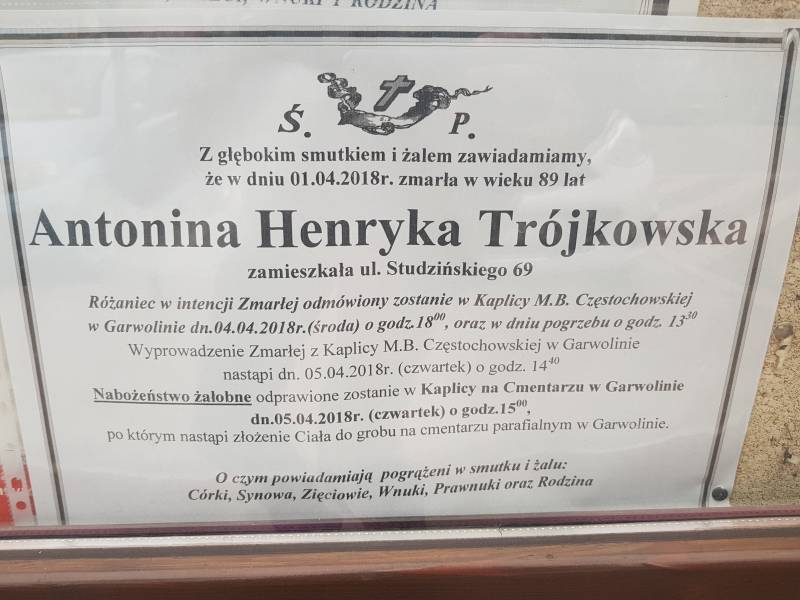 WNUKI I RODZINA
Ś. P.
Z głębokim smutkiem i żalem zawiadamiamy,
że w dniu 01.04.2018r. zmarła w wieku 89 lat
Antonina Henryka Trójkowska
zamieszkała ul. Studzińskiego 69
Różaniec w intencji Zmarłej odmówiony zostanie w Kaplicy M.B. Częstochowskiej
w Garwolinie dn.04.04.2018r.(środa) o godz.18⁰⁰, oraz w dniu pogrzebu o godz. 13³⁰
Wyprowadzenie Zmarłej z Kaplicy M.B. Częstochowskiej w Garwolinie
nastąpi dn. 05.04.2018r. (czwartek) o godz. 14⁴⁰
Nabożeństwo żałobne odprawione zostanie w Kaplicy na Cmentarzu w Garwolinie
dn.05.04.2018r. (czwartek) o godz.15⁰⁰,
po którym nastąpi złożenie Ciała do grobu na cmentarzu parafialnym w Garwolinie.
O czym powiadamiają pogrążeni w smutku i żalu:
Córki, Synowa, Zięciowie, Wnuki, Prawnuki oraz Rodzina